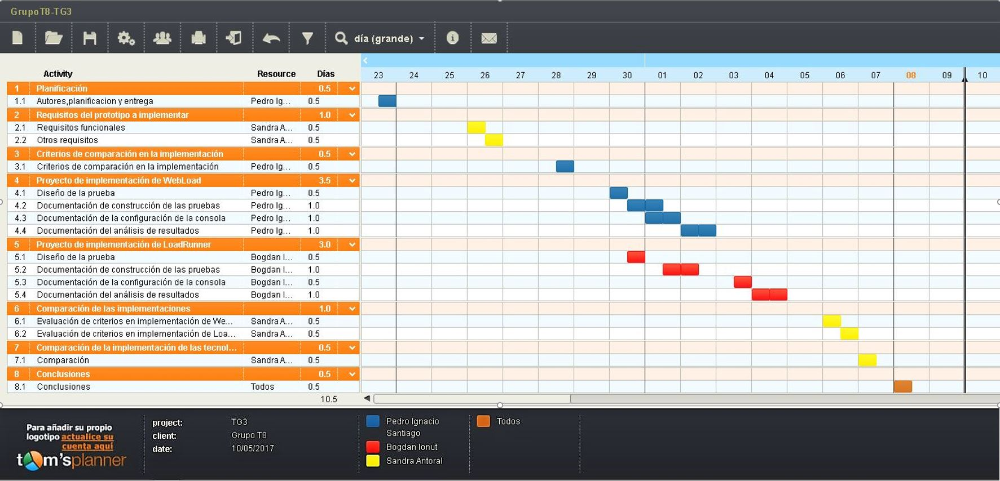 GrupoT8-TG3
día (grande)
Activity Resource Días
23 24 25 26 27 28 29 30 01 02 03 04 05 06 07 08 09 10
1 Planificación 0.5
1.1 Autores,planificacion y entrega Pedro Ig... 0.5
2 Requisitos del prototipo a implementar 1.0
2.1 Requisitos funcionales Sandra A... 0.5
2.2 Otros requisitos Sandra A... 0.5
3 Criterios de comparación en la implementación 0.5
3.1 Criterios de comparación en la implementación Pedro Ig... 0.5
4 Proyecto de implementación de WebLoad 3.5
4.1 Diseño de la prueba Pedro Ig... 0.5
4.2 Documentación de construcción de las pruebas Pedro Ig... 1.0
4.3 Documentación de la configuración de la consola Pedro Ig... 1.0
4.4 Documentación del análisis de resultados Pedro Ig... 1.0
5 Proyecto de implementación de LoadRunner 3.0
5.1 Diseño de la prueba Bogdan I... 0.5
5.2 Documentación de construcción de las pruebas Bogdan I... 1.0
5.3 Documentación de la configuración de la consola Bogdan I... 0.5
5.4 Documentación del análisis de resultados Bogdan I... 1.0
6 Comparación de las implementaciones 1.0
6.1 Evaluación de criterios en implementación de We... Sandra A... 0.5
6.2 Evaluación de criterios en implementación de Loa... Sandra A... 0.5
7 Comparación de la implementación de las tecnol... 0.5
7.1 Comparación Sandra A... 0.5
8 Conclusiones 0.5
8.1 Conclusiones Todos 0.5
10.5
Para añadir su propio
logotipo actualice su
cuenta aquí
tom'splanner
project: TG3
client: Grupo T8
date: 10/05/2017
Pedro Ignacio
Santiago
Bogdan Ionut
Sandra Antoral
Todos